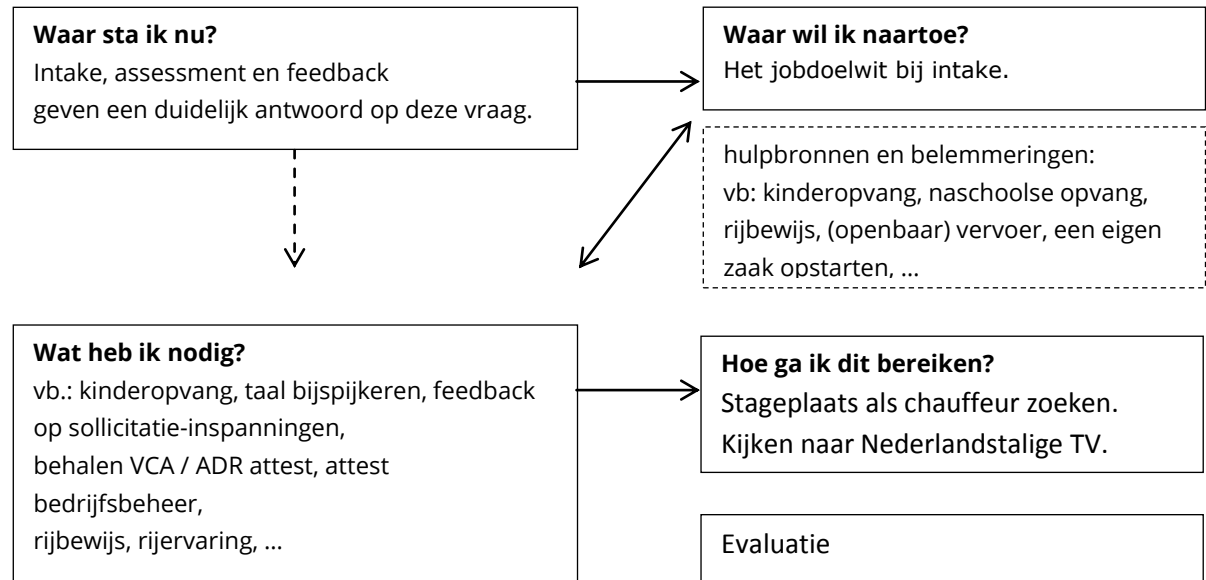 Waar sta ik nu?
Intake, assessment en feedback
geven een duidelijk antwoord op deze vraag.
Waar wil ik naartoe?
Het jobdoelwit bij intake.
hulpbronnen en belemmeringen:
vb: kinderopvang, naschoolse opvang,
rijbewijs, (openbaar) vervoer, een eigen
zaak opstarten, ...
Wat heb ik nodig?
vb.: kinderopvang, taal bijspijkeren, feedback
op sollicitatie-inspanningen,
behalen VCA / ADR attest, attest
bedrijfsbeheer,
rijbewijs, rijervaring, ...
Hoe ga ik dit bereiken?
Stageplaats als chauffeur zoeken.
Kijken naar Nederlandstalige TV.
Evaluatie